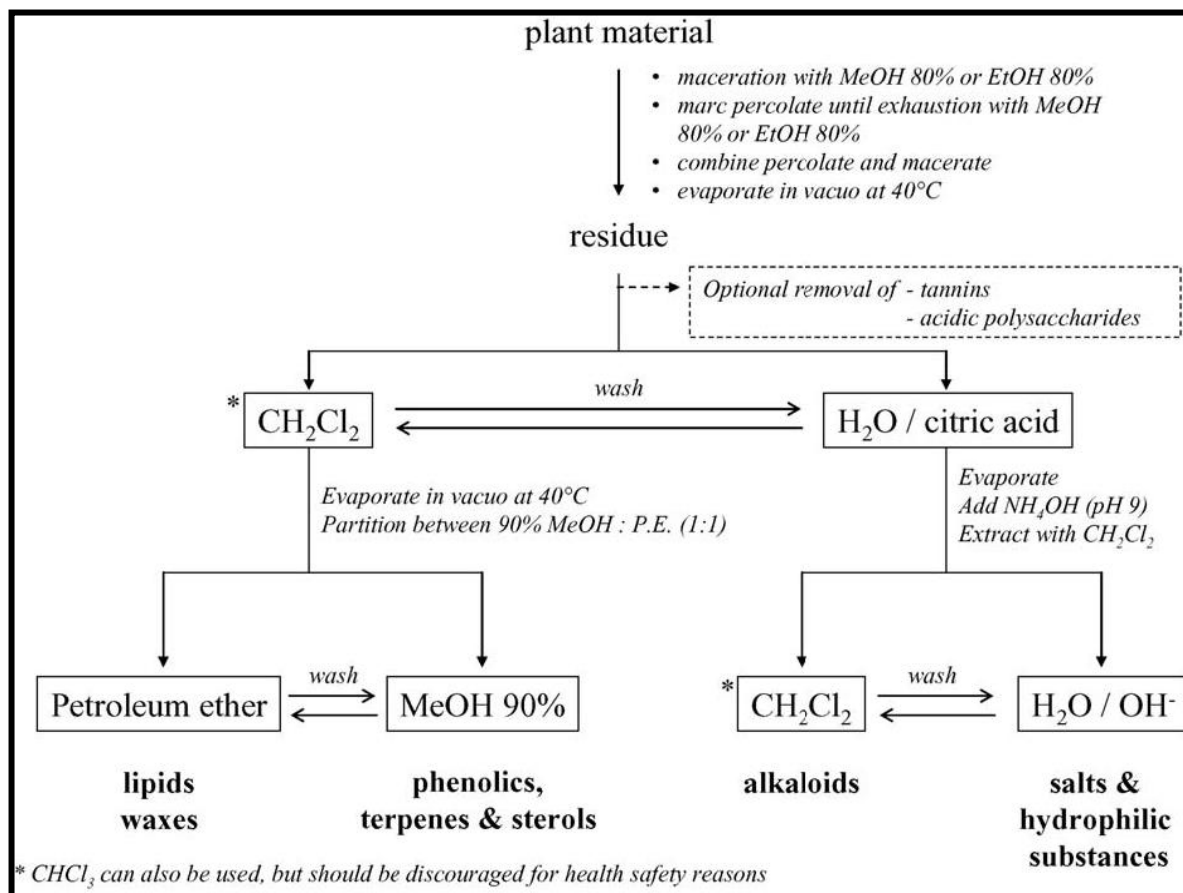 plant material
• maceration with MeOH 80% or EtOH 80%
• marc percolate until exhaustion with MeOH
80% or EtOH 80%
• combine percolate and macerate
• evaporate in vacuo at 40°C
residue
Optional removal of - tannins
- acidic polysaccharides
* CH₂Cl₂
wash
H₂O / citric acid
Evaporate in vacuo at 40°C
Partition between 90% MeOH : P.E. (1:1)
Evaporate
Add NH₄OH (pH 9)
Extract with CH₂Cl₂
Petroleum ether
wash
MeOH 90%
* CH₂Cl₂
wash
H₂O / OH⁻
lipids
waxes
phenolics,
terpenes & sterols
alkaloids
salts &
hydrophilic
substances
* CHCl₃ can also be used, but should be discouraged for health safety reasons